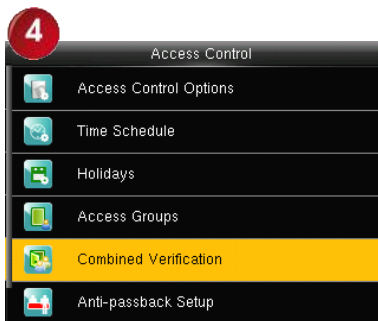 4
Access Control
Access Control Options
Time Schedule
Holidays
Access Groups
Combined Verification
Anti-passback Setup